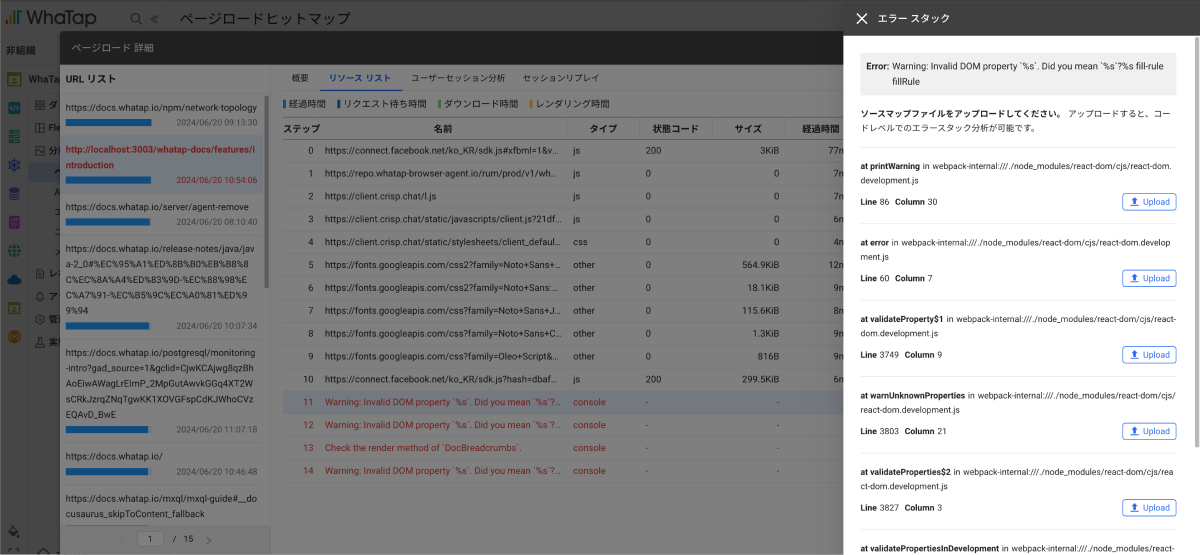 WhaTap
ページロードヒットマップ
非組織
WhaTa
ページロード 詳細
URL リスト
https://docs.whatap.io/npm/network-topology
2024/06/20 09:13:30
http://localhost:3003/whatap-docs/features/i
ntroduction
2024/06/20 10:54:06
https://docs.whatap.io/server/agent-remove
2024/06/20 08:10:40
https://docs.whatap.io/release-notes/java/jav
a-2_0#%EC%95%A1%ED%8B%B0%EB%B8%8
C%EC%8A%A4%ED%83%9D-%EC%88%98%E
C%A7%91-%EC%B5%9C%EC%A0%81%ED%9
9%94
2024/06/20 10:07:34
https://docs.whatap.io/postgresql/monitoring
-intro?gad_source=1&gclid=CjwKCAjwg8qzBh
AoEiwAWagLrElmP_2MpGutAwvkGGq4XT2W
sCRkJzrqZNqTgwKK1XOVGFspCdKJWhoCVz
EQAvD_BwE
2024/06/20 11:07:18
https://docs.whatap.io/
2024/06/20 10:46:48
https://docs.whatap.io/mxql/mxql-guide#__do
cusaurus_skipToContent_fallback
1 / 15
概要 リソース リスト ユーザーセッション分析 セッションリプレイ
経過時間 リクエスト待ち時間 ダウンロード時間 レンダリング時間
ステップ 名前 タイプ 状態コード サイズ 経過時間
0 https://connect.facebook.net/ko_KR/sdk.js#xfbml=1&v... js 200 3KiB 77m
1 https://repo.whatap-browser-agent.io/rum/prod/v1/wh... js 0 0 7m
2 https://client.crisp.chat/l.js js 0 0 7m
3 https://client.crisp.chat/static/javascripts/client.js?21df... js 0 0 6m
4 https://client.crisp.chat/static/stylesheets/client_defaul... css 0 0 4m
5 https://fonts.googleapis.com/css2?family=Noto+Sans+... other 0 564.9KiB 12m
6 https://fonts.googleapis.com/css2?family=Noto+Sans:... other 0 18.1KiB 9m
7 https://fonts.googleapis.com/css?family=Noto+Sans+J... other 0 115.6KiB 8m
8 https://fonts.googleapis.com/css?family=Noto+Sans+C... other 0 1.3KiB 9m
9 https://fonts.googleapis.com/css?family=Oleo+Script&... other 0 816B 9m
10 https://connect.facebook.net/ko_KR/sdk.js?hash=dbaf... js 200 299.5KiB 6m
11 Warning: Invalid DOM property `%s`. Did you mean `%s`?... console - -
12 Warning: Invalid DOM property `%s`. Did you mean `%s`?... console - -
13 Check the render method of `DocBreadcrumbs`. console - -
14 Warning: Invalid DOM property `%s`. Did you mean `%s`?... console - -
エラー スタック
Error: Warning: Invalid DOM property `%s`. Did you mean `%s`?%s fill-rule
fillRule
ソースマップファイルをアップロードしてください。 アップロードすると、コー
ドレベルでのエラースタック分析が可能です。
at printWarning in webpack-internal:///./node_modules/react-dom/cjs/react-dom.
development.js
Line 86 Column 30
Upload
at error in webpack-internal:///./node_modules/react-dom/cjs/react-dom.develop
ment.js
Line 60 Column 7
Upload
at validateProperty$1 in webpack-internal:///./node_modules/react-dom/cjs/react-
dom.development.js
Line 3749 Column 9
Upload
at warnUnknownProperties in webpack-internal:///./node_modules/react-dom/cjs/
react-dom.development.js
Line 3803 Column 21
Upload
at validateProperties$2 in webpack-internal:///./node_modules/react-dom/cjs/rea
ct-dom.development.js
Line 3827 Column 3
Upload
at validatePropertiesInDevelopment in webpack-internal:///./node_modules/react-